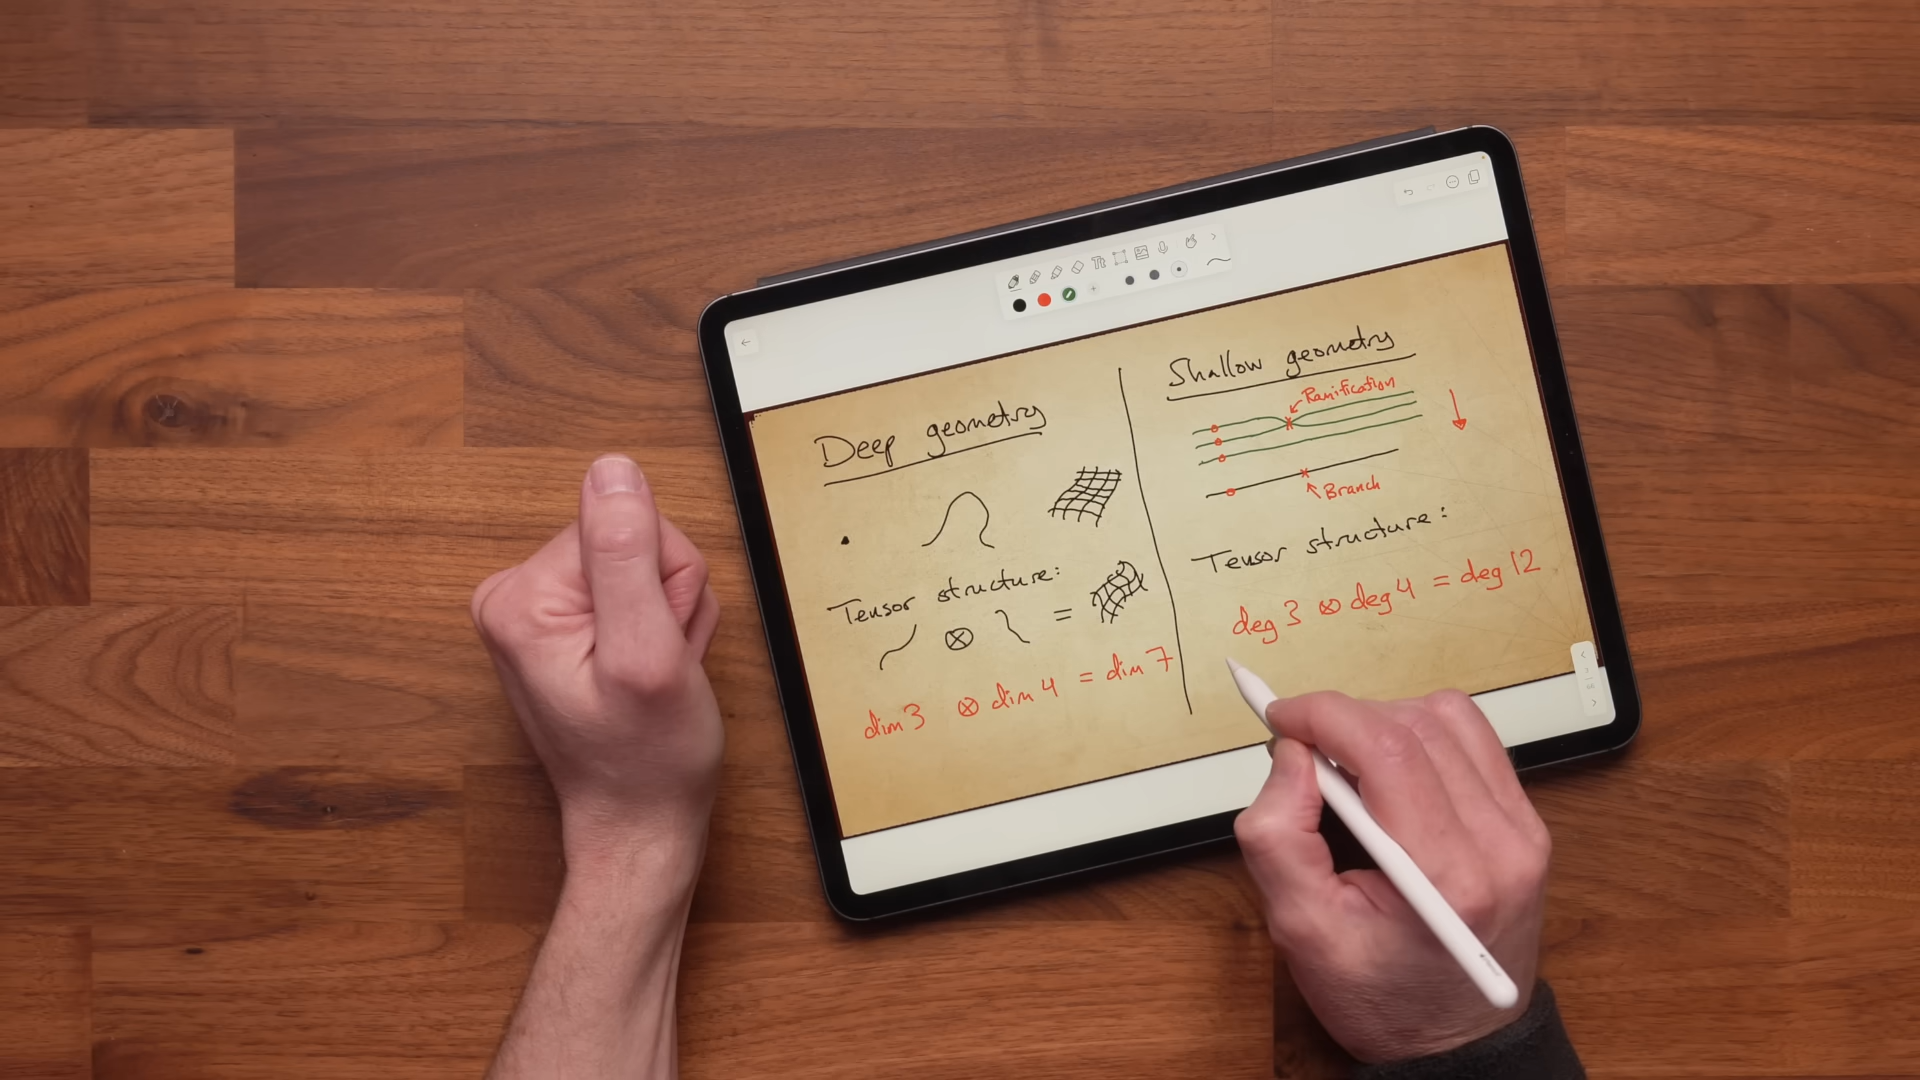 Deep geometry
Tensor structure:
⊗ =
dim 3 ⊗ dim 4 = dim 7
Shallow geometry
Ramification
Branch
Tensor structure:
deg 3 ⊗ deg 4 = deg 12